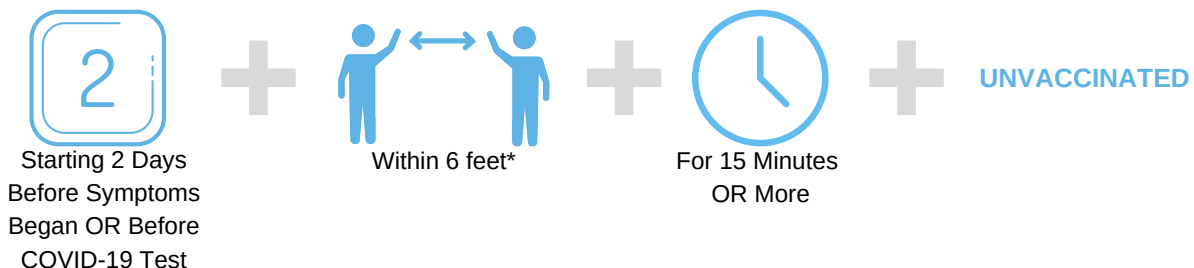 2
Starting 2 Days
Before Symptoms
Began OR Before
COVID-19 Test
Within 6 feet*
For 15 Minutes
OR More
UNVACCINATED